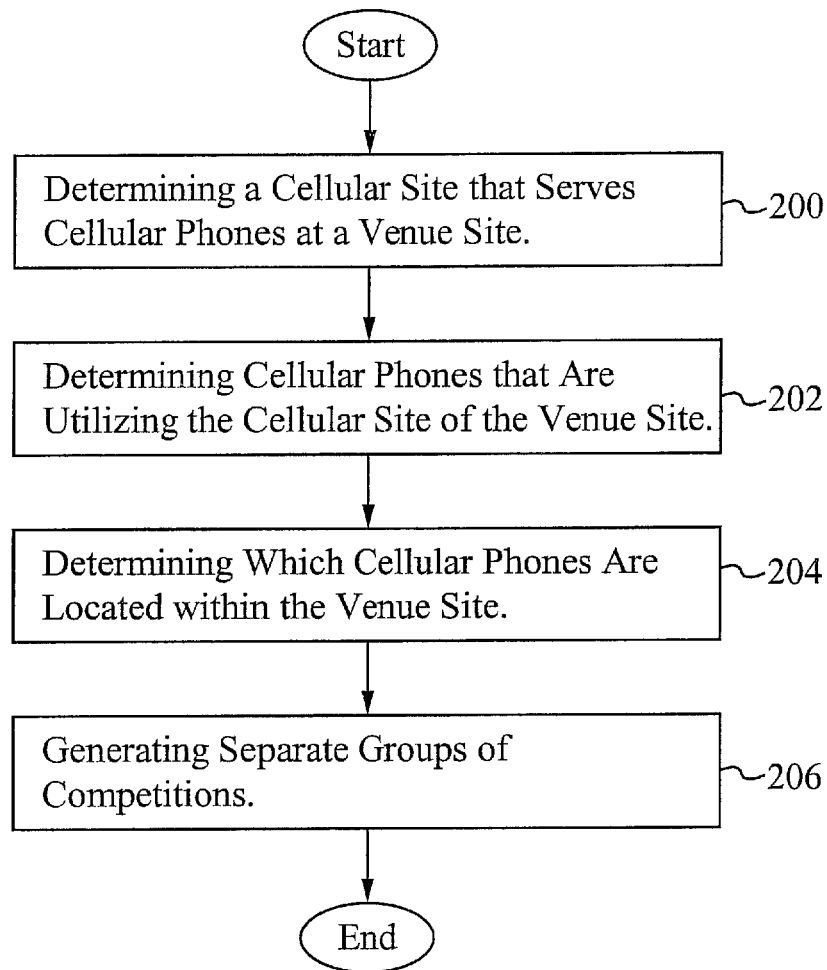 Start
Determining a Cellular Site that Serves
Cellular Phones at a Venue Site.
200
Determining Cellular Phones that Are
Utilizing the Cellular Site of the Venue Site.
202
Determining Which Cellular Phones Are
Located within the Venue Site.
204
Generating Separate Groups of
Competitions.
206
End